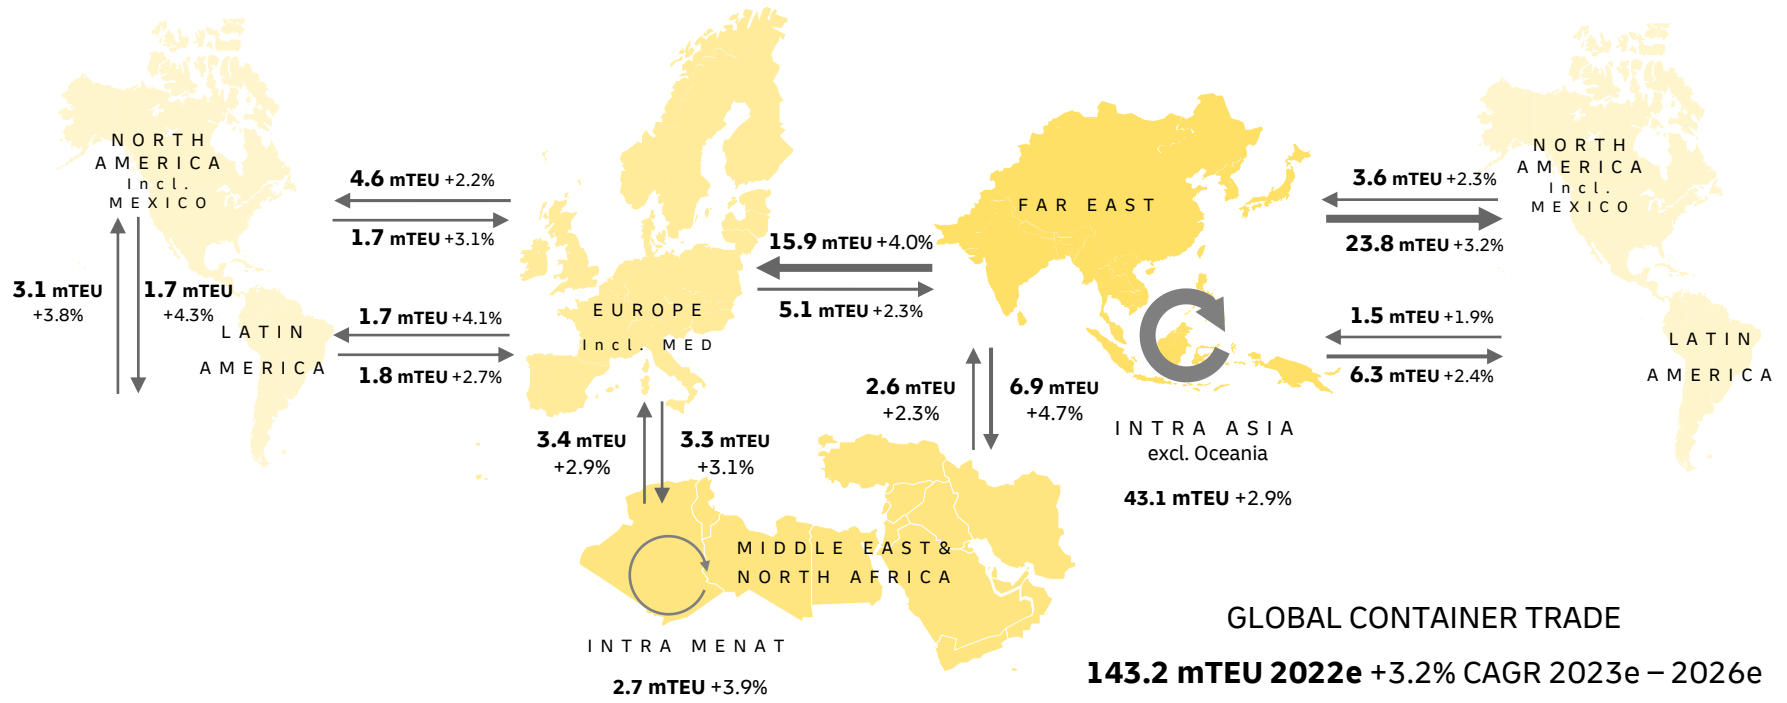 NORTH
AMERICA
Incl.
MEXICO
3.1 mTEU
+3.8%
1.7 mTEU
+4.3%
LATIN
AMERICA
4.6 mTEU +2.2%
1.7 mTEU +3.1%
1.7 mTEU +4.1%
1.8 mTEU +2.7%
EUROPE
Incl. MED
15.9 mTEU +4.0%
5.1 mTEU +2.3%
FAR EAST
3.6 mTEU +2.3%
23.8 mTEU +3.2%
NORTH
AMERICA
Incl.
MEXICO
1.5 mTEU +1.9%
6.3 mTEU +2.4%
LATIN
AMERICA
3.4 mTEU
+2.9%
3.3 mTEU
+3.1%
2.6 mTEU
+2.3%
6.9 mTEU
+4.7%
INTRA ASIA
excl. Oceania
43.1 mTEU +2.9%
MIDDLE EAST&
NORTH AFRICA
INTRA MENAT
2.7 mTEU +3.9%
GLOBAL CONTAINER TRADE
143.2 mTEU 2022e +3.2% CAGR 2023e – 2026e